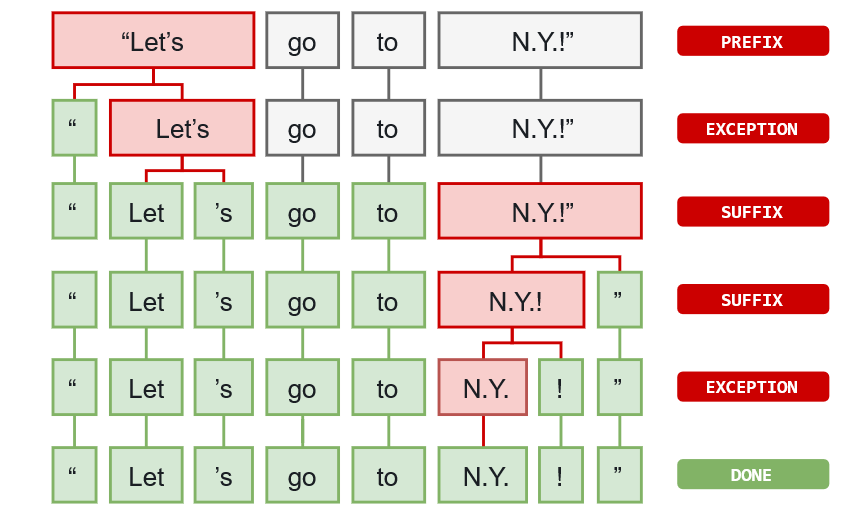 “Let’s go to N.Y.!” PREFIX
“ Let’s go to N.Y.!” EXCEPTION
“ Let ’s go to N.Y.!” SUFFIX
“ Let ’s go to N.Y.! ” SUFFIX
“ Let ’s go to N.Y. ! ” EXCEPTION
“ Let ’s go to N.Y. ! ” DONE